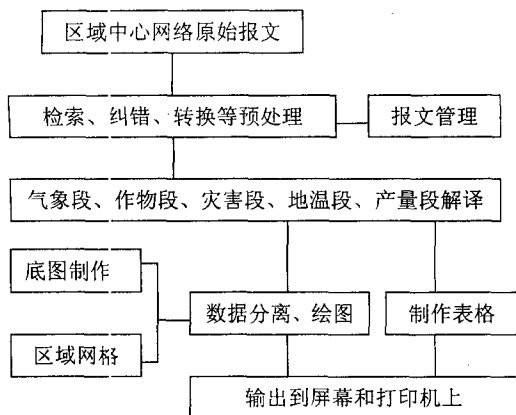 区域中心网络原始报文
检索、纠错、转换等预处理
报文管理
气象段、作物段、灾害段、地温段、产量段解译
底图制作
数据分离、绘图
制作表格
区域网格
输出到屏幕和打印机上